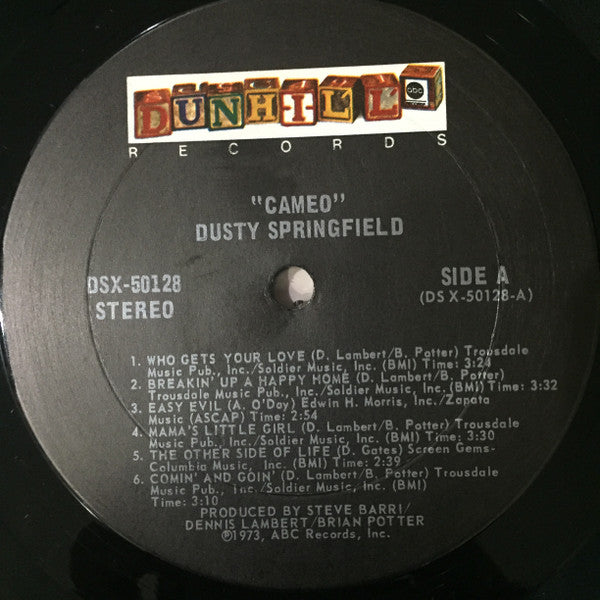 DUNHILL abc
RECORDS
"CAMEO"
DUSTY SPRINGFIELD
DSX-50128
STEREO
SIDE A
(DS X-50128-A)
1. WHO GETS YOUR LOVE (D. Lambert/B. Potter) Trousdale
Music Pub., Inc./Soldier Music, Inc. (BMI) Time: 3:24
2. BREAKIN' UP A HAPPY HOME (D. Lambert/B. Potter)
Trousdale Music Pub., Inc./Soldier Music, Inc. (BMI) Time: 3:32
3. EASY EVIL (A. O'Day) Edwin H. Morris, Inc./Zapata
Music (ASCAP) Time: 2:54
4. MAMA'S LITTLE GIRL (D. Lambert/B. Potter) Trousdale
Music Pub., Inc./Soldier Music, Inc. (BMI) Time: 3:30
5. THE OTHER SIDE OF LIFE (D. Gates) Screen Gems-
Columbia Music, Inc. (BMI) Time: 2:39
6. COMIN' AND GOIN' (D. Lambert/B. Potter) Trousdale
Music Pub., Inc./Soldier Music, Inc. (BMI)
Time: 3:10
PRODUCED BY STEVE BARRI/
DENNIS LAMBERT/BRIAN POTTER
Ⓟ1973, ABC Records, Inc.